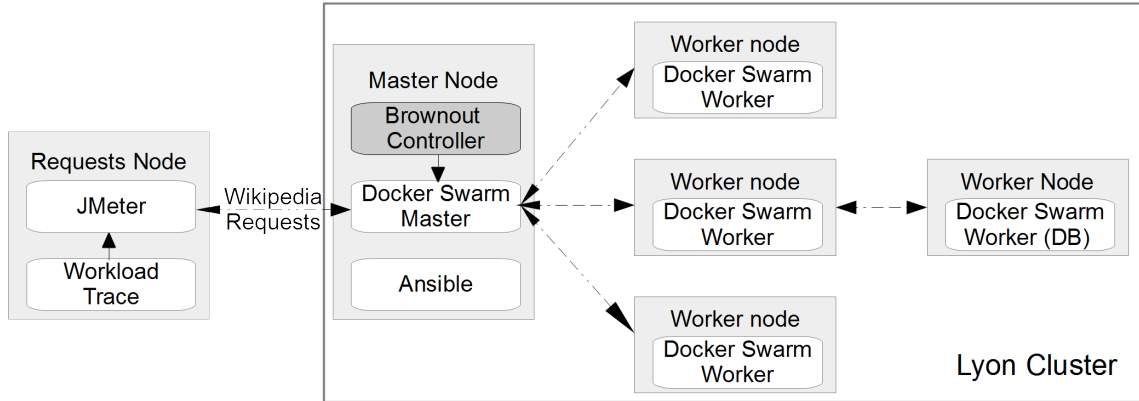 Requests Node
JMeter
Workload
Trace
Wikipedia
Requests
Master Node
Brownout
Controller
Docker Swarm
Master
Ansible
Worker node
Docker Swarm
Worker
Worker node
Docker Swarm
Worker
Worker Node
Docker Swarm
Worker (DB)
Worker node
Docker Swarm
Worker
Lyon Cluster